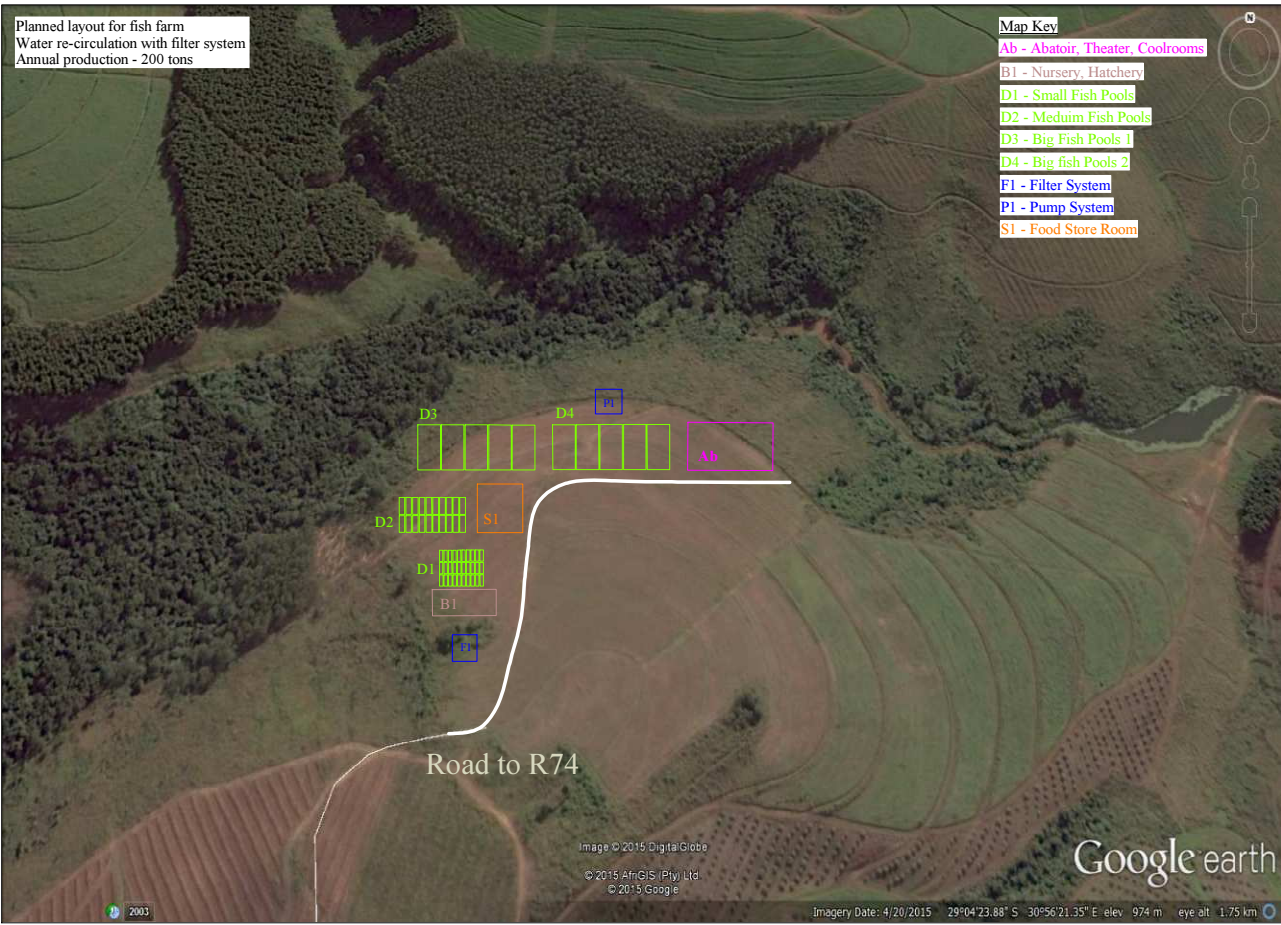 Planned layout for fish farm
Water re-circulation with filter system
Annual production - 200 tons
Map Key
Ab - Abatoir, Theater, Coolrooms
B1 - Nursery, Hatchery
D1 - Small Fish Pools
D2 - Meduim Fish Pools
D3 - Big Fish Pools 1
D4 - Big fish Pools 2
F1 - Filter System
P1 - Pump System
S1 - Food Store Room
N
P1
D3
D4
Ab
D2
S1
D1
B1
F1
Road to R74
Image © 2015 DigitalGlobe
© 2015 AfriGIS (Pty) Ltd.
© 2015 Google
Google earth
2003
Imagery Date: 4/20/2015 29°04'23.88" S 30°56'21.35" E elev 974 m eye alt 1.75 km